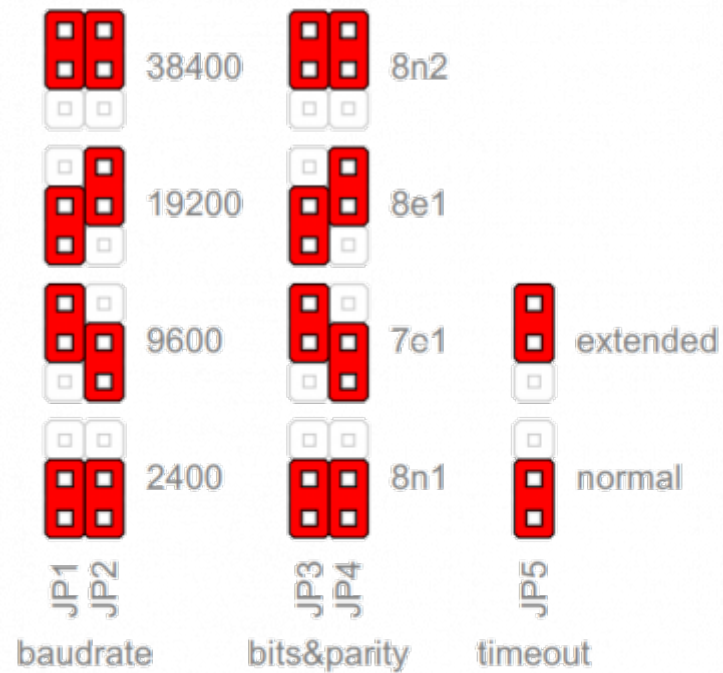 38400 8n2
19200 8e1
9600 7e1 extended
2400 8n1 normal
JP1 JP2 JP3 JP4 JP5
baudrate bits&parity timeout